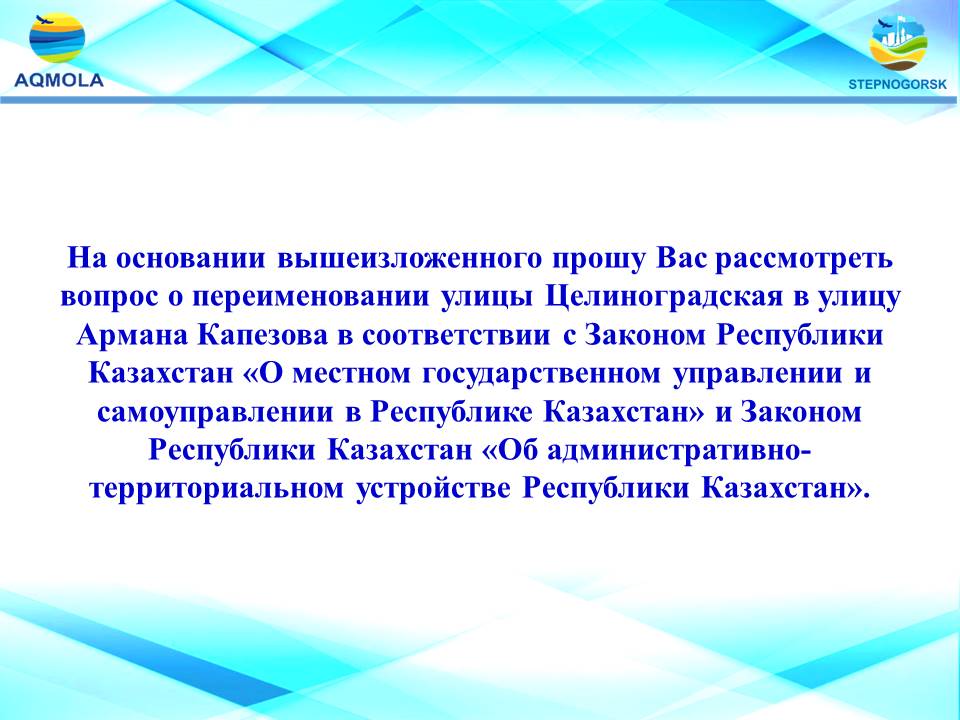 AQMOLA
STEPNOGORSK
На основании вышеизложенного прошу Вас рассмотреть
вопрос о переименовании улицы Целиноградская в улицу
Армана Капезова в соответствии с Законом Республики
Казахстан «О местном государственном управлении и
самоуправлении в Республике Казахстан» и Законом
Республики Казахстан «Об административно-
территориальном устройстве Республики Казахстан».